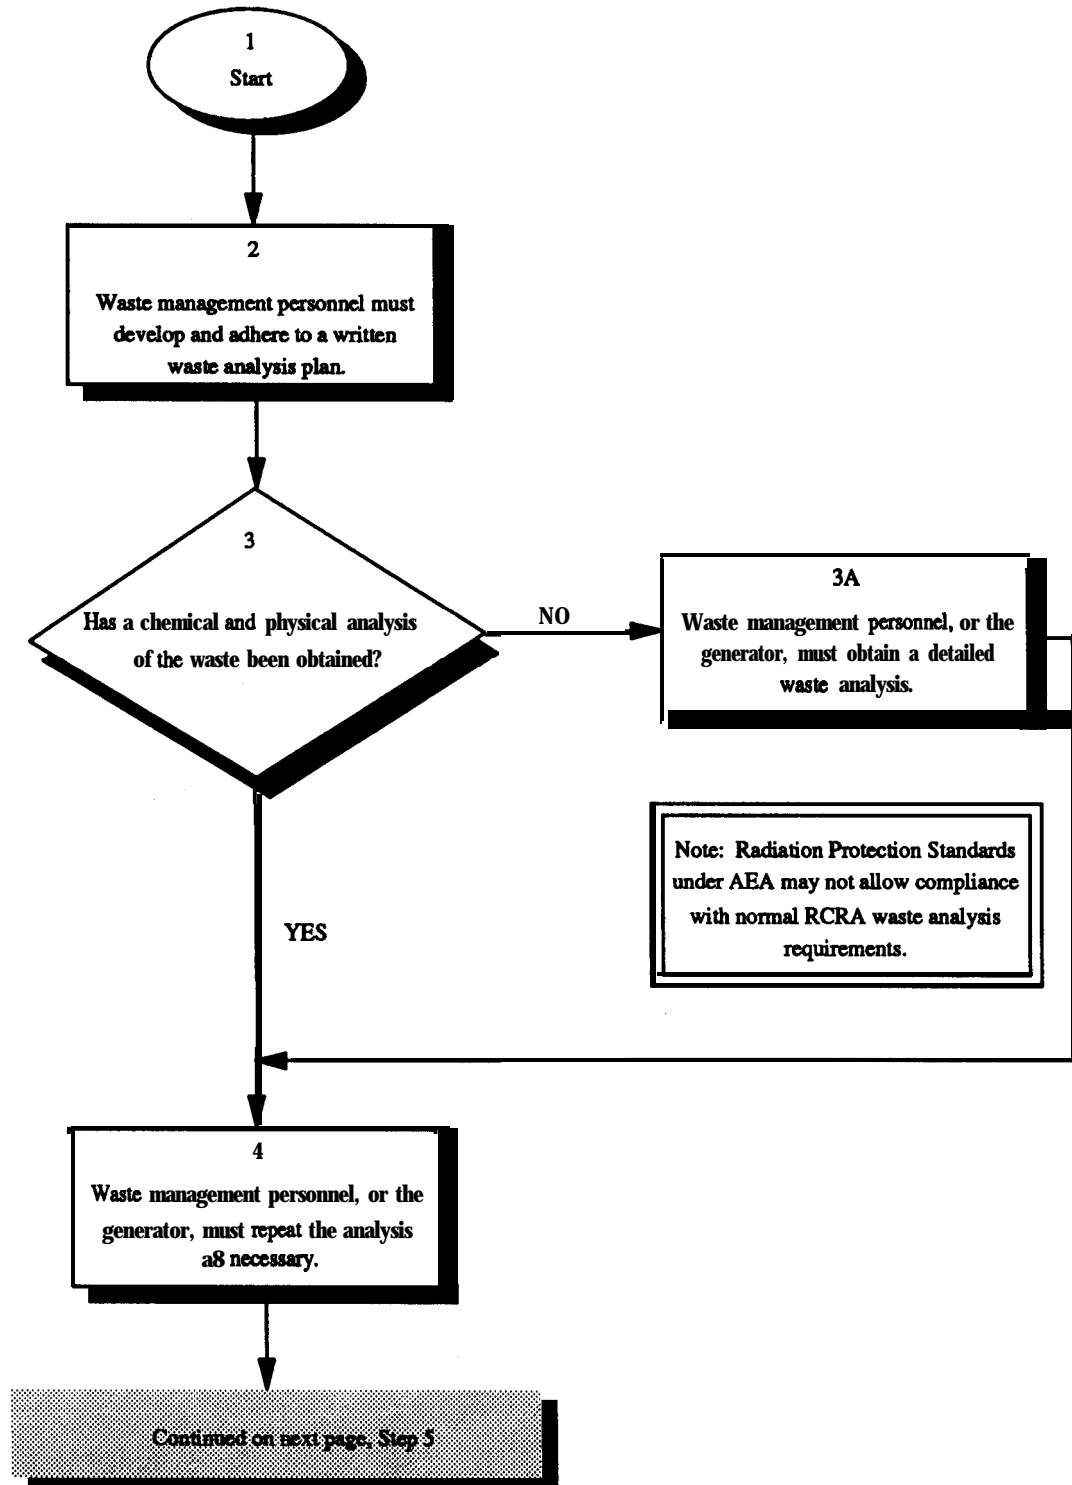 1
Start
2
Waste management personnel must
develop and adhere to a written
waste analysis plan.
3
Has a chemical and physical analysis
of the waste been obtained?
NO
3A
Waste management personnel, or the
generator, must obtain a detailed
waste analysis.
Note: Radiation Protection Standards
under AEA may not allow compliance
with normal RCRA waste analysis
requirements.
YES
4
Waste management personnel, or the
generator, must repeat the analysis
a8 necessary.
Continued on next page, Step 5